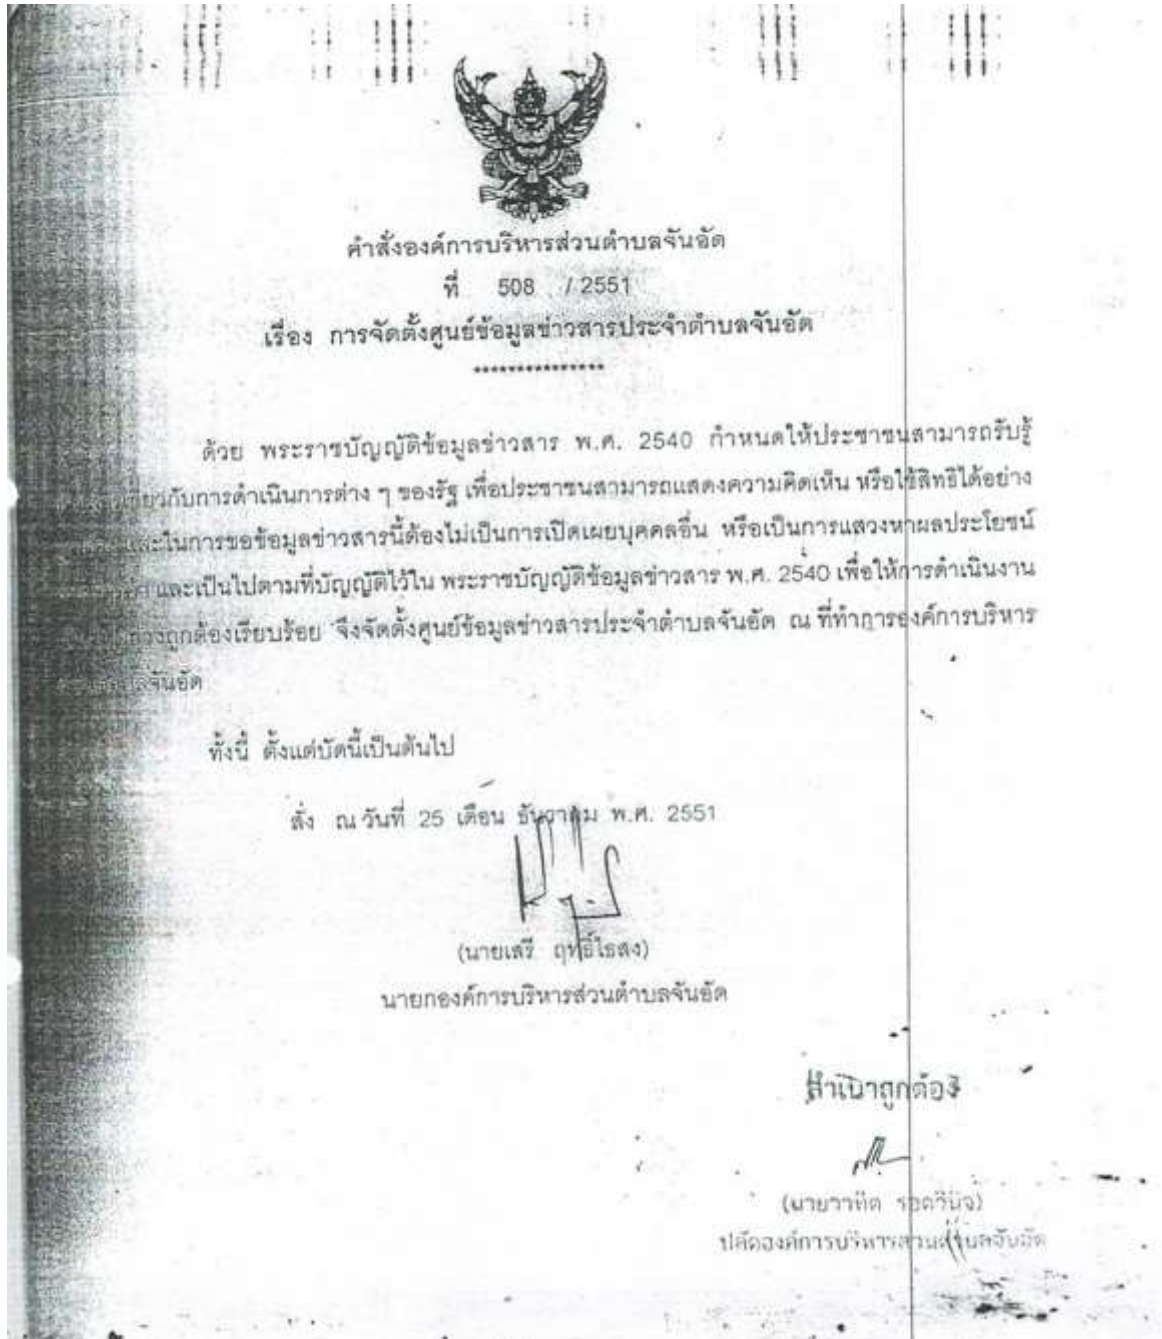 คำสั่งองค์การบริหารส่วนตำบลจันอัด
ที่ 508 / 2551
เรื่อง การจัดตั้งศูนย์ข้อมูลข่าวสารประจำตำบลจันอัด
***************
ด้วย พระราชบัญญัติข้อมูลข่าวสาร พ.ศ. 2540 กำหนดให้ประชาชนสามารถรับรู้
เกี่ยวกับการดำเนินการต่าง ๆ ของรัฐ เพื่อประชาชนสามารถแสดงความคิดเห็น หรือใช้สิทธิได้อย่าง
และในการขอข้อมูลข่าวสารนี้ต้องไม่เป็นการเปิดเผยบุคคลอื่น หรือเป็นการแสวงหาผลประโยชน์
และเป็นไปตามที่บัญญัติไว้ใน พระราชบัญญัติข้อมูลข่าวสาร พ.ศ. 2540 เพื่อให้การดำเนินงาน
ถูกต้องเรียบร้อย จึงจัดตั้งศูนย์ข้อมูลข่าวสารประจำตำบลจันอัด ณ ที่ทำการองค์การบริหาร
จันอัด
ทั้งนี้ ตั้งแต่บัดนี้เป็นต้นไป
สั่ง ณ วันที่ 25 เดือน ธันวาคม พ.ศ. 2551
(นายเสรี ฤทธิ์ไธสง)
นายกองค์การบริหารส่วนตำบลจันอัด
สำเนาถูกต้อง
ปลัดองค์การบริหารส่วนตำบลจันอัด